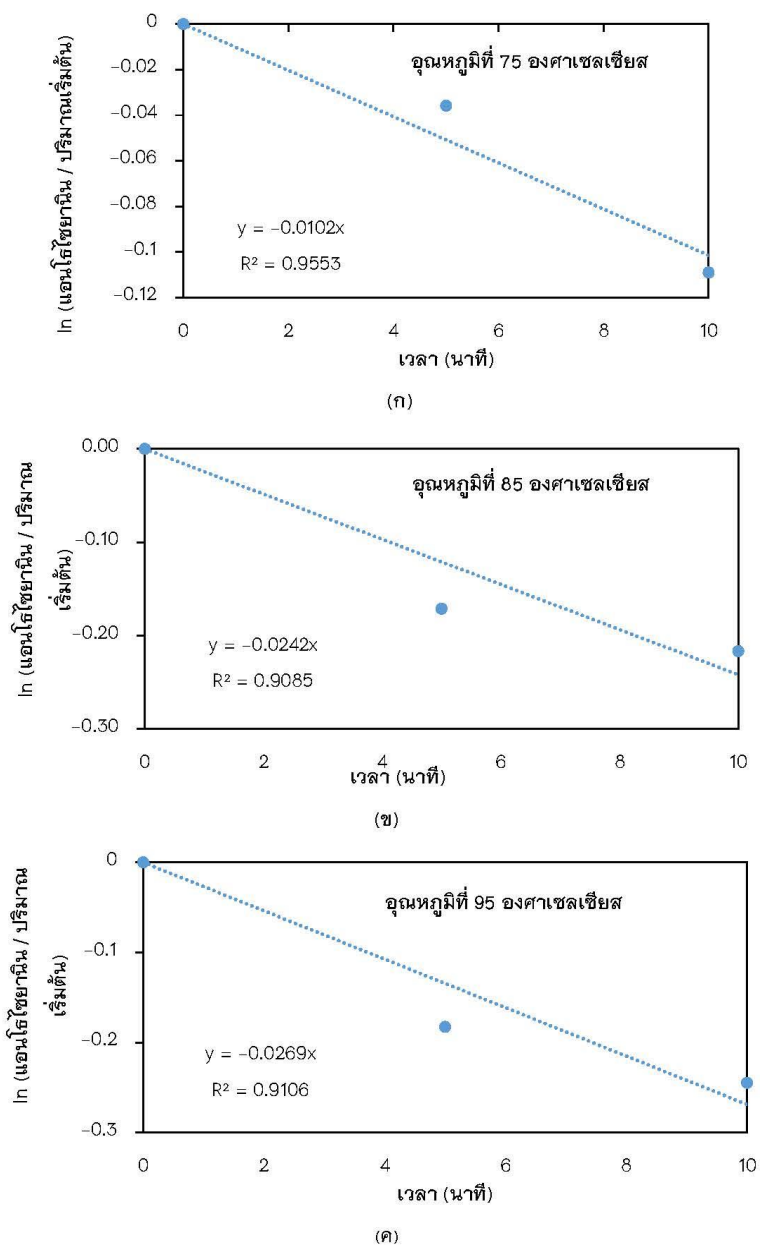 0
-0.02
-0.04
-0.06
-0.08
-0.1
-0.12
ln (แอนโธไซยานิน / ปริมาณเริ่มต้น)
อุณหภูมิที่ 75 องศาเซลเซียส
y = -0.0102x
R² = 0.9553
0 2 4 6 8 10
เวลา (นาที)
(ก)
0.00
-0.10
-0.20
-0.30
ln (แอนโธไซยานิน / ปริมาณ
เริ่มต้น)
อุณหภูมิที่ 85 องศาเซลเซียส
y = -0.0242x
R² = 0.9085
0 2 4 6 8 10
เวลา (นาที)
(ข)
0
-0.1
-0.2
-0.3
ln (แอนโธไซยานิน / ปริมาณ
เริ่มต้น)
อุณหภูมิที่ 95 องศาเซลเซียส
y = -0.0269x
R² = 0.9106
0 2 4 6 8 10
เวลา (นาที)
(ค)